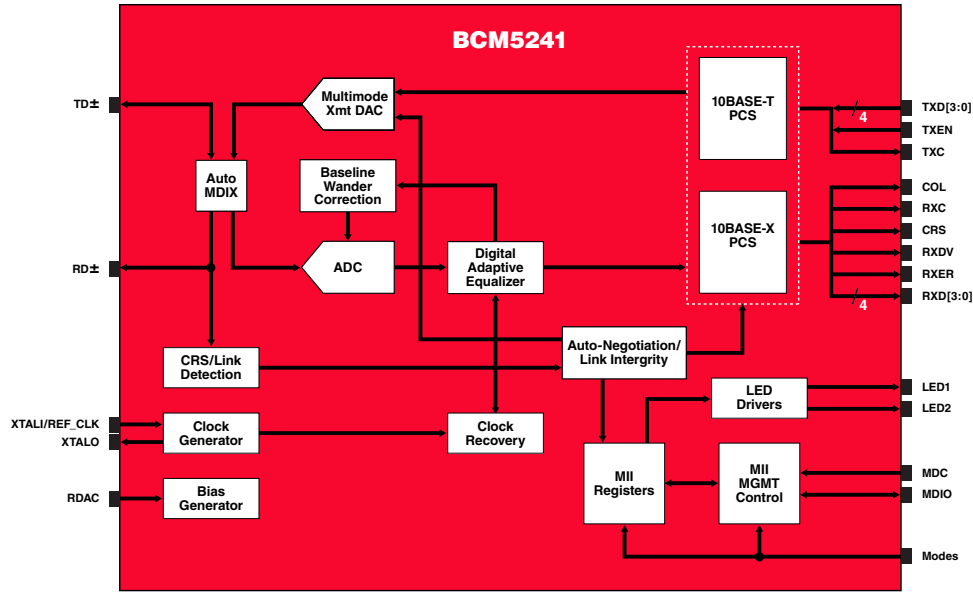 BCM5241
TD±
RD±
XTALI/REF_CLK
XTALO
RDAC
Multimode
Xmt DAC
Auto
MDIX
Baseline
Wander
Correction
ADC
Digital
Adaptive
Equalizer
10BASE-T
PCS
10BASE-X
PCS
CRS/Link
Detection
Auto-Negotiation/
Link Intergrity
Clock
Generator
Clock
Recovery
Bias
Generator
LED
Drivers
MII
Registers
MII
MGMT
Control
TXD[3:0]
4
TXEN
TXC
COL
RXC
CRS
RXDV
RXER
RXD[3:0]
4
LED1
LED2
MDC
MDIO
Modes